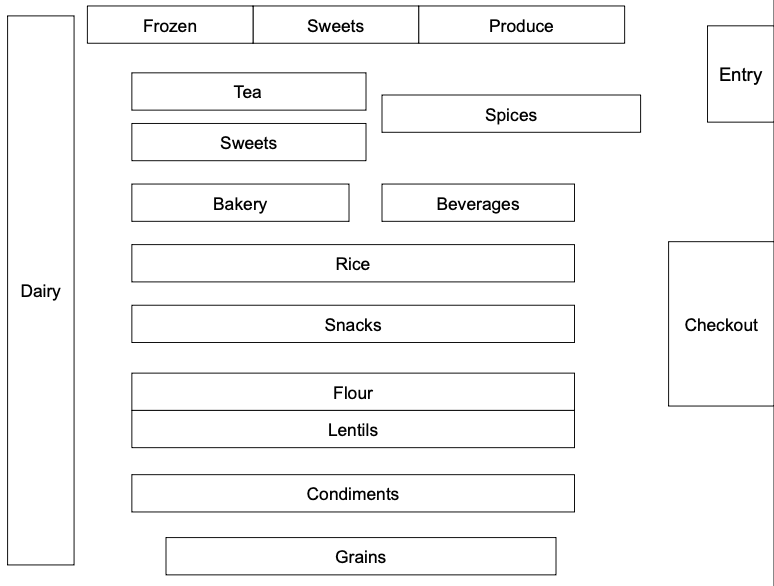 Frozen
Sweets
Produce
Entry
Tea
Spices
Sweets
Bakery
Beverages
Rice
Dairy
Snacks
Checkout
Flour
Lentils
Condiments
Grains